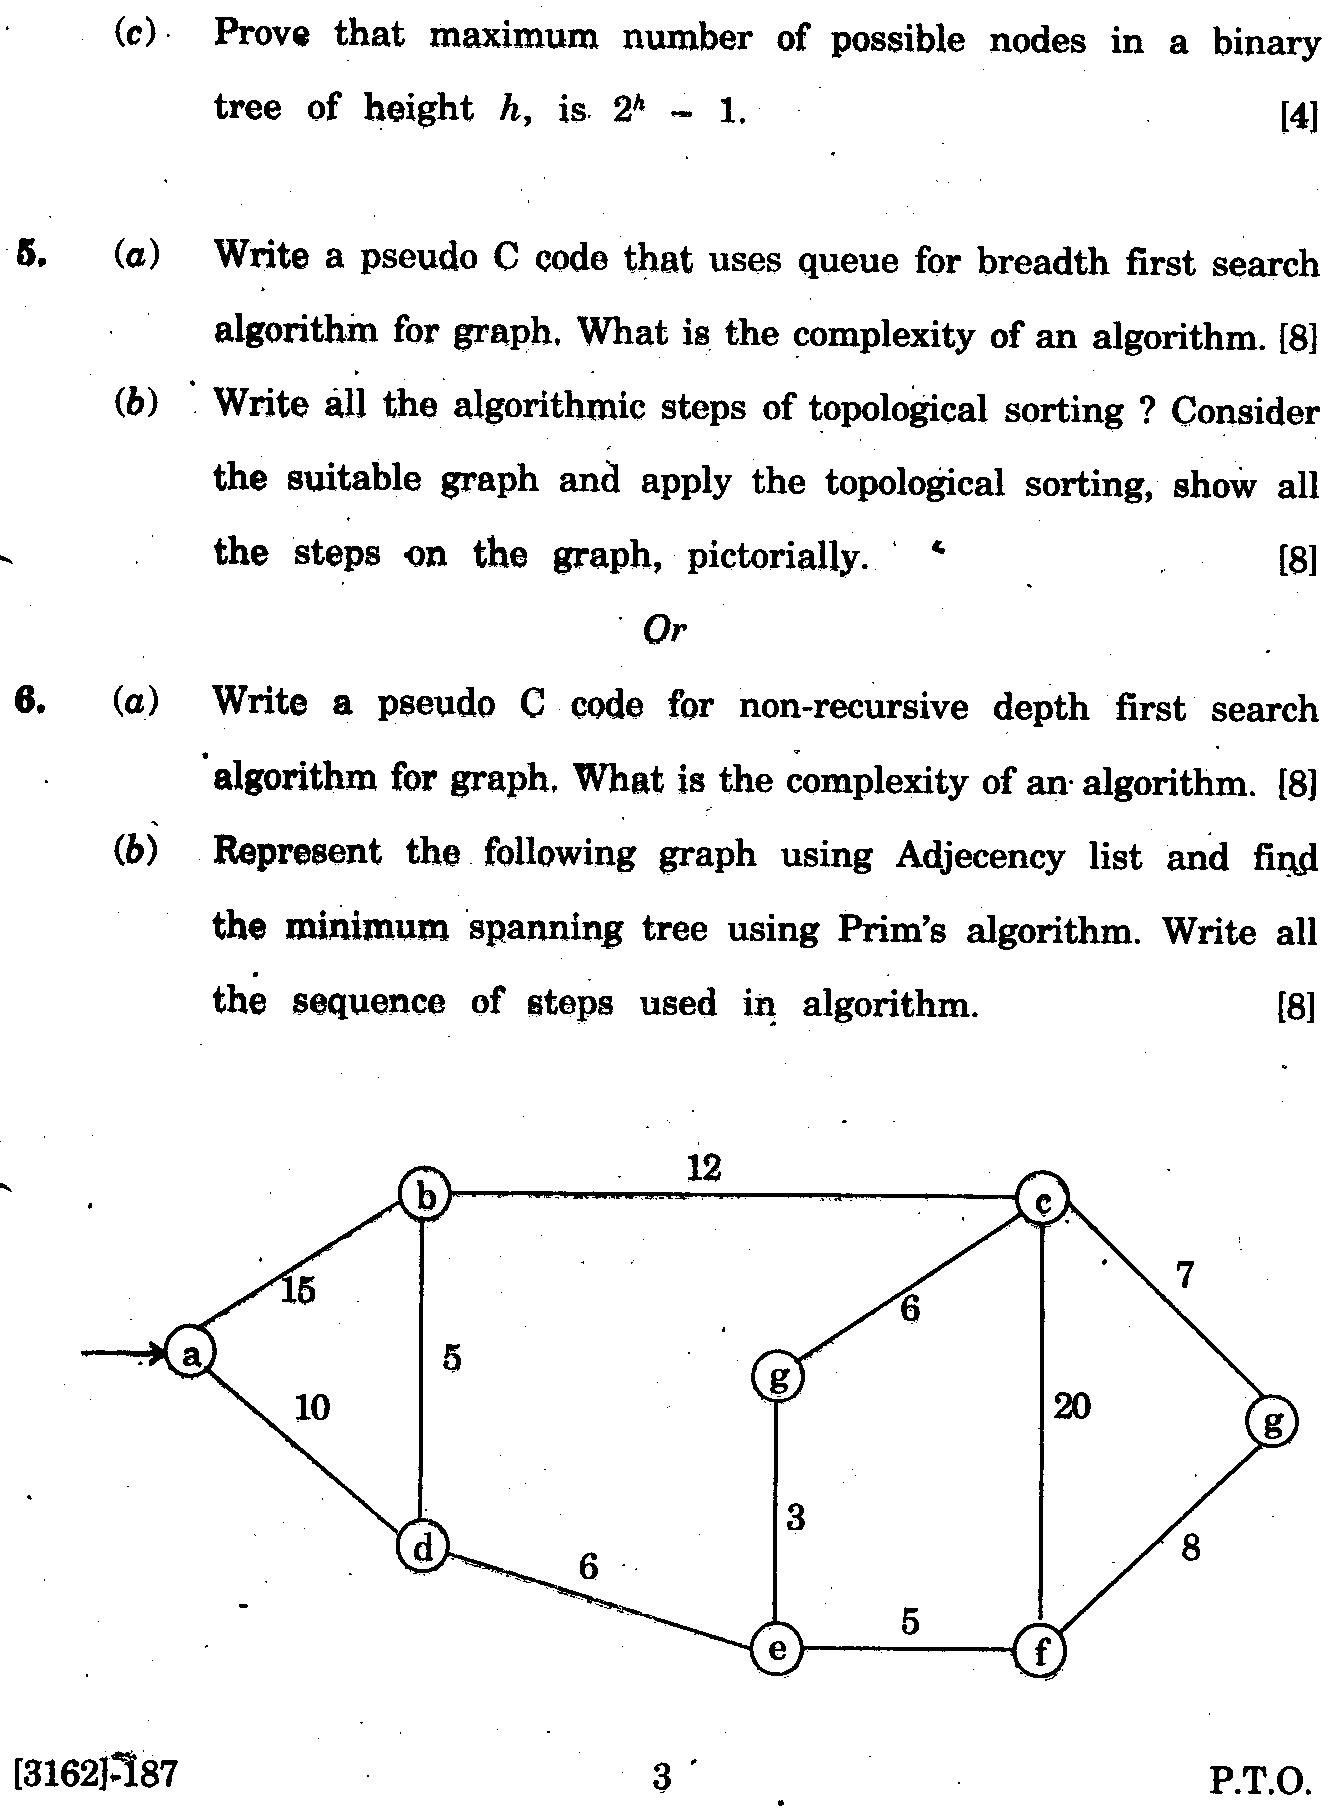 (c) Prove that maximum number of possible nodes in a binary
tree of height h, is 2ʰ – 1. [4]
5. (a) Write a pseudo C code that uses queue for breadth first search
algorithm for graph. What is the complexity of an algorithm. [8]
(b) Write all the algorithmic steps of topological sorting ? Consider
the suitable graph and apply the topological sorting, show all
the steps on the graph, pictorially. [8]
Or
6. (a) Write a pseudo C code for non-recursive depth first search
algorithm for graph. What is the complexity of an algorithm. [8]
(b) Represent the following graph using Adjecency list and find
the minimum spanning tree using Prim's algorithm. Write all
the sequence of steps used in algorithm. [8]
12
b
c
15
7
6
a
5
g
10
20
g
3
d
6
8
5
e
f
[3162]-187 3 P.T.O.